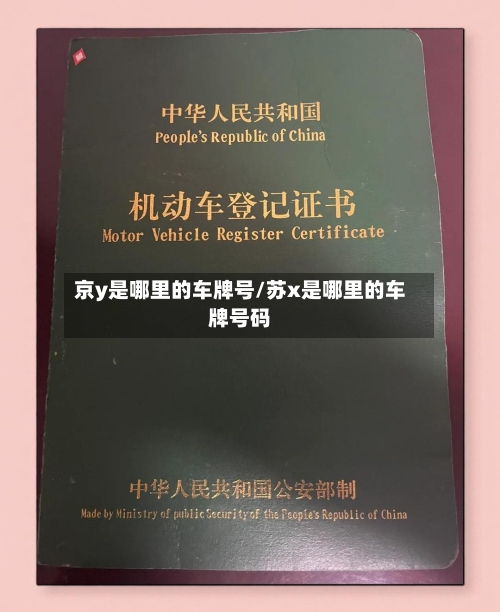 中华人民共和国
People's Republic of China
机动车登记证书
Motor Vehicle Register Certificate
京y是哪里的车牌号/苏x是哪里的车
牌号码
中华人民共和国公安部制
Made by Ministry of public Security of the People's Republic of China